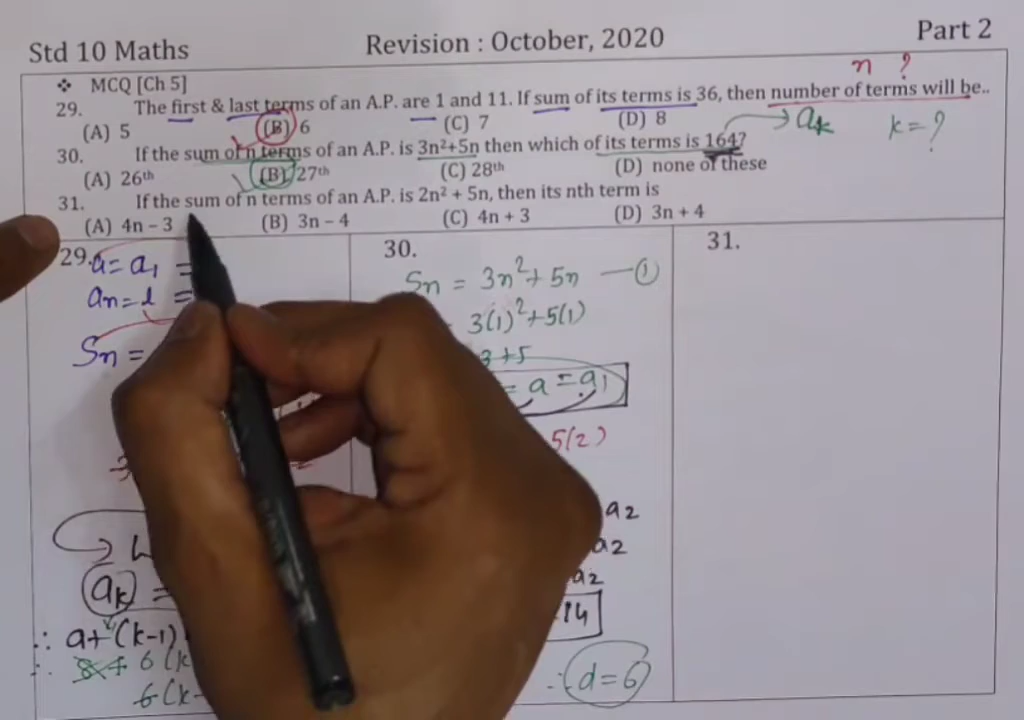 Std 10 Maths Revision : October, 2020 Part 2
❖ MCQ [Ch 5] n ?
29. The first & last terms of an A.P. are 1 and 11. If sum of its terms is 36, then number of terms will be..
(A) 5 (B) 6 (C) 7 (D) 8 → ak k = ?
30. If the sum of n terms of an A.P. is 3n²+5n then which of its terms is 164?
(A) 26th (B) 27th (C) 28th (D) none of these
31. If the sum of n terms of an A.P. is 2n² + 5n, then its nth term is
(A) 4n – 3 (B) 3n – 4 (C) 4n + 3 (D) 3n + 4
29. a = a1 =
an = l =
Sn =
ak =
∴ a + (k-1)
∴ 8 + 6(k
6(k-
30.
Sn = 3n² + 5n — ①
3(1)² + 5(1)
3 + 5
= a = a1
5(2)
a2
a2
a2
14
∴ d = 6
31.